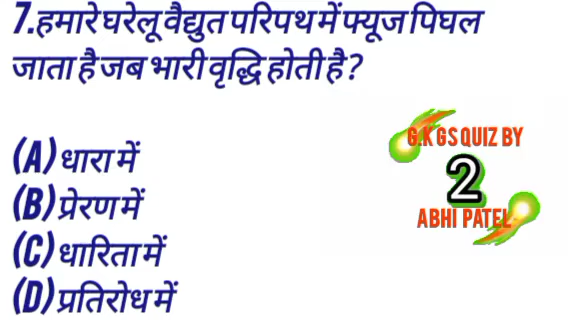 7.हमारे घरेलू वैद्युत परिपथ में फ्यूज पिघल
जाता है जब भारी वृद्धि होती है?
(A) धारा में
(B) प्रेरण में
(C) धारिता में
(D) प्रतिरोध में
G.K GS QUIZ BY
2
ABHI PATEL